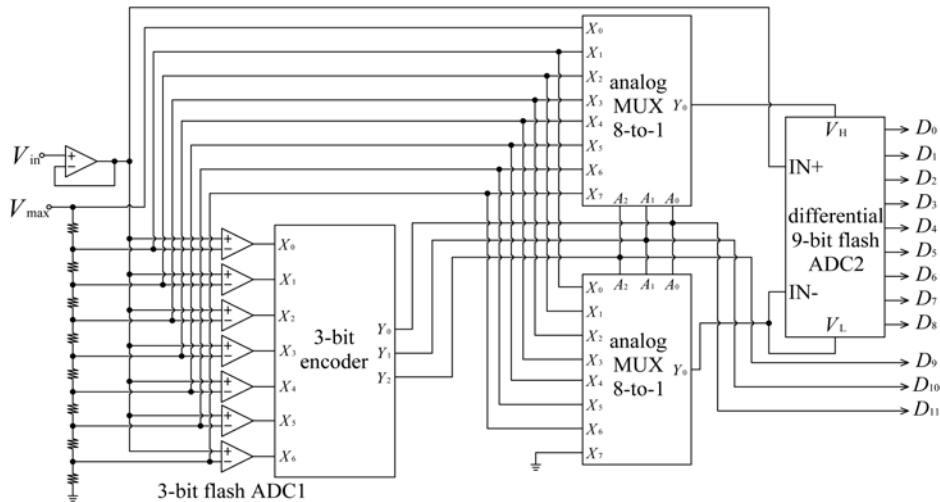 X0
X1
X2
X3
X4
X5
X6
X7
analog
MUX
8-to-1
Y0
A2 A1 A0
Vin
+
−
Vmax
+
−
+
−
+
−
+
−
+
−
+
−
+
−
X0
X1
X2
X3
X4
X5
X6
3-bit
encoder
Y0
Y1
Y2
3-bit flash ADC1
A2 A1 A0
X0
X1
X2
X3
X4
X5
X6
X7
analog
MUX
8-to-1
Y0
VH
IN+
differential
9-bit flash
ADC2
IN-
VL
D0
D1
D2
D3
D4
D5
D6
D7
D8
D9
D10
D11